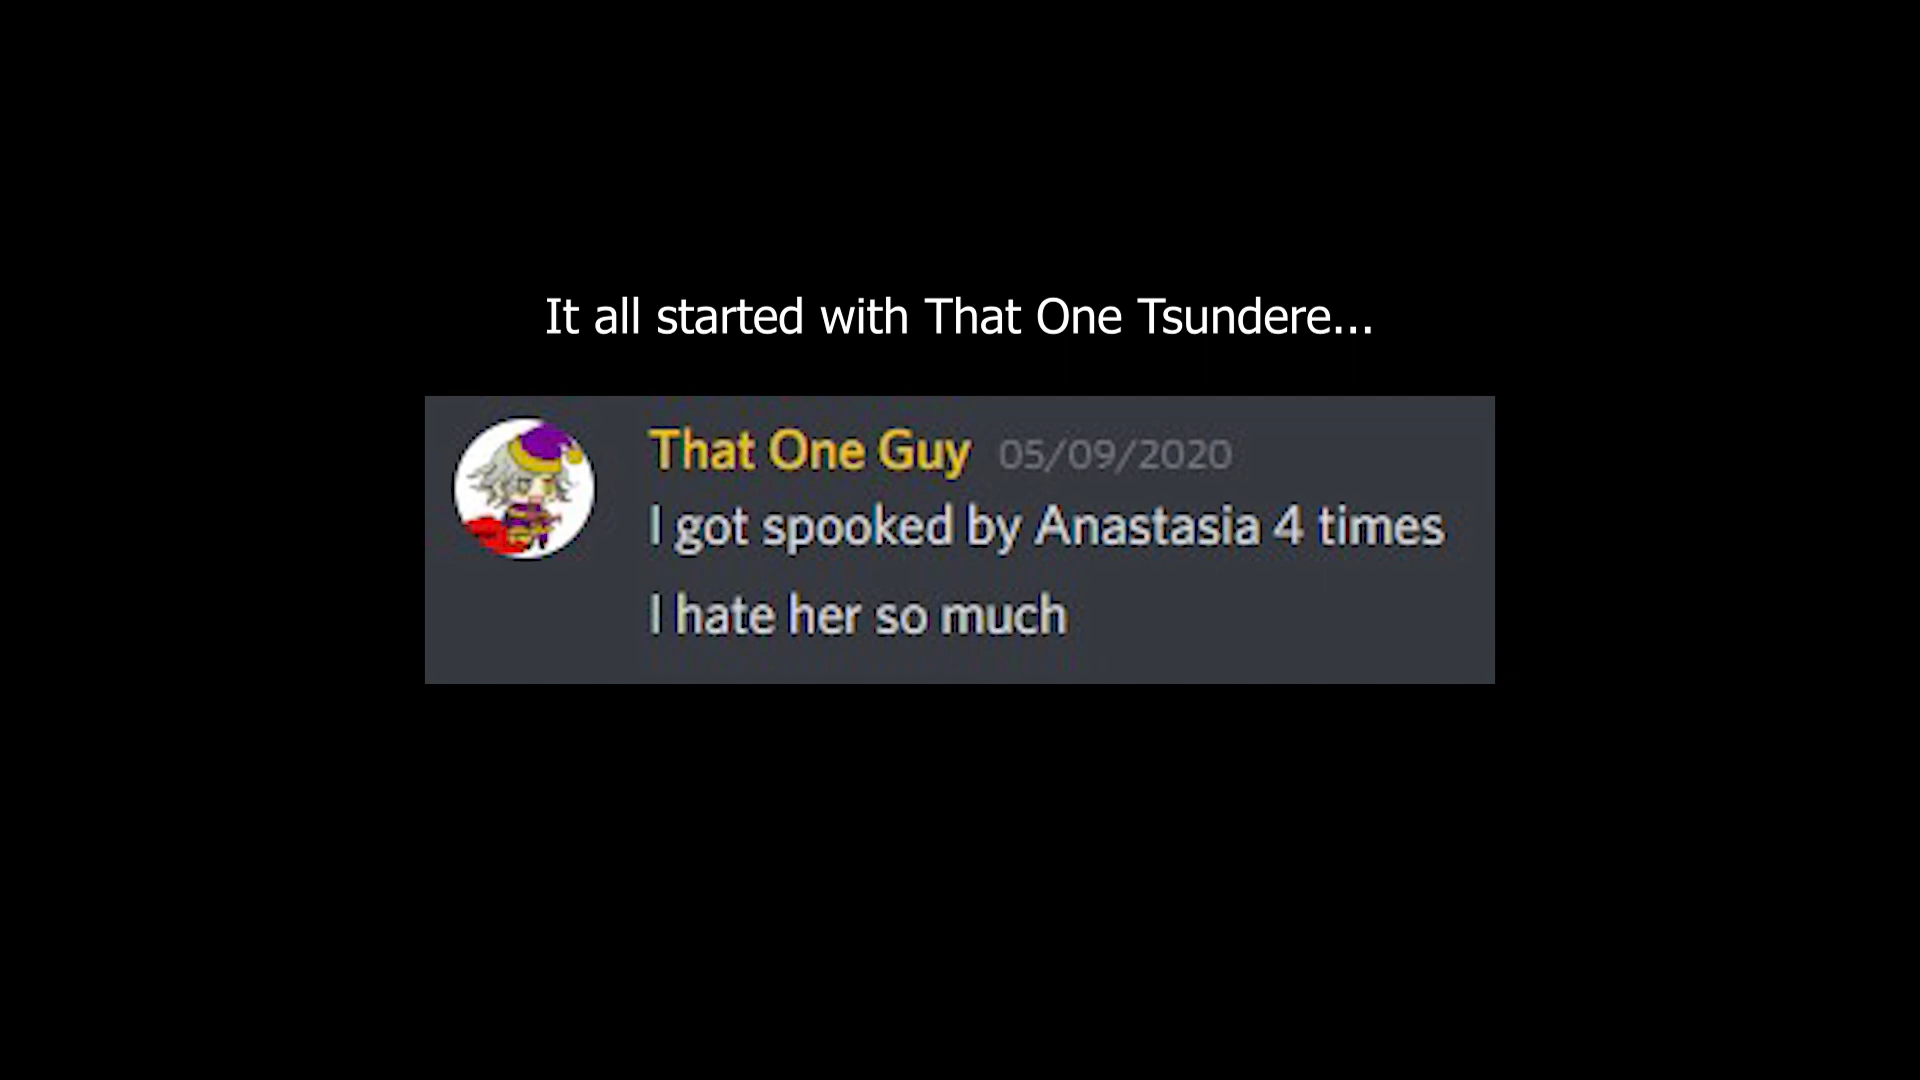 It all started with That One Tsundere...
That One Guy 05/09/2020
I got spooked by Anastasia 4 times
I hate her so much